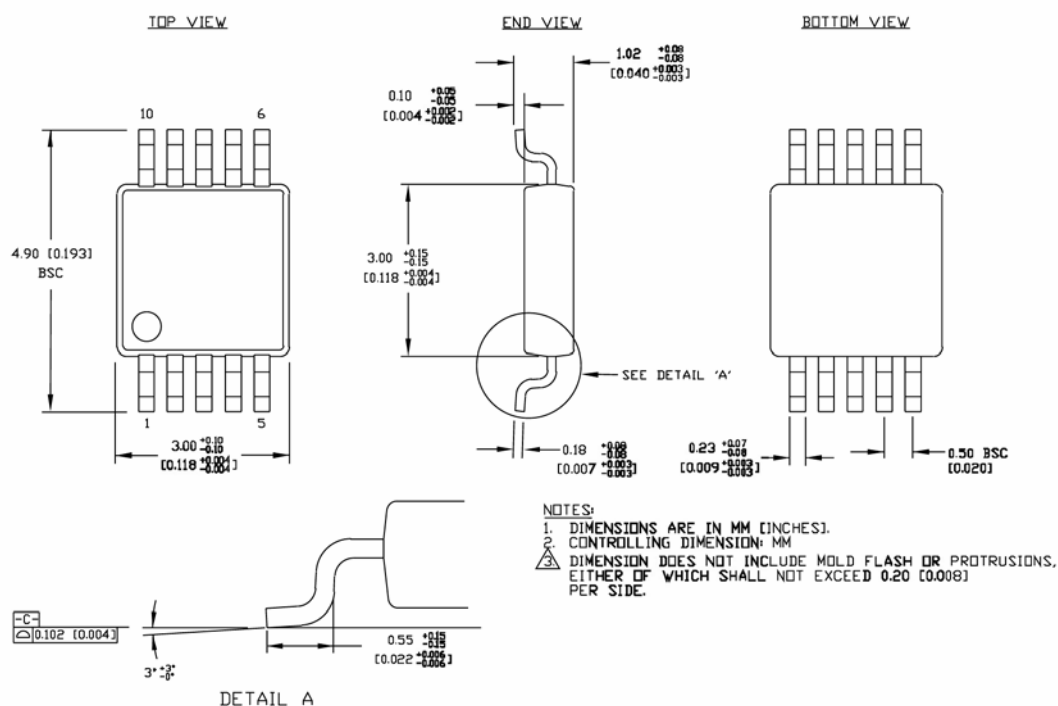 TOP VIEW
END VIEW
BOTTOM VIEW
1.02 +0.08 -0.08
[0.040 +0.003 -0.003]
0.10 +0.05 -0.05
[0.004 +0.002 -0.002]
10
6
4.90 [0.193]
BSC
3.00 +0.15 -0.15
[0.118 +0.004 -0.004]
SEE DETAIL 'A'
1
5
3.00 +0.10 -0.10
[0.118 +0.004 -0.004]
0.18 +0.08 -0.08
[0.007 +0.003 -0.003]
0.23 +0.07 -0.08
[0.009 +0.003 -0.003]
0.50 BSC
[0.020]
NOTES:
1. DIMENSIONS ARE IN MM [INCHES].
2. CONTROLLING DIMENSION: MM
3. DIMENSION DOES NOT INCLUDE MOLD FLASH OR PROTRUSIONS,
EITHER OF WHICH SHALL NOT EXCEED 0.20 [0.008]
PER SIDE.
-C-
0.102 [0.004]
3° +3° -0°
0.55 +0.15 -0.15
[0.022 +0.006 -0.006]
DETAIL A